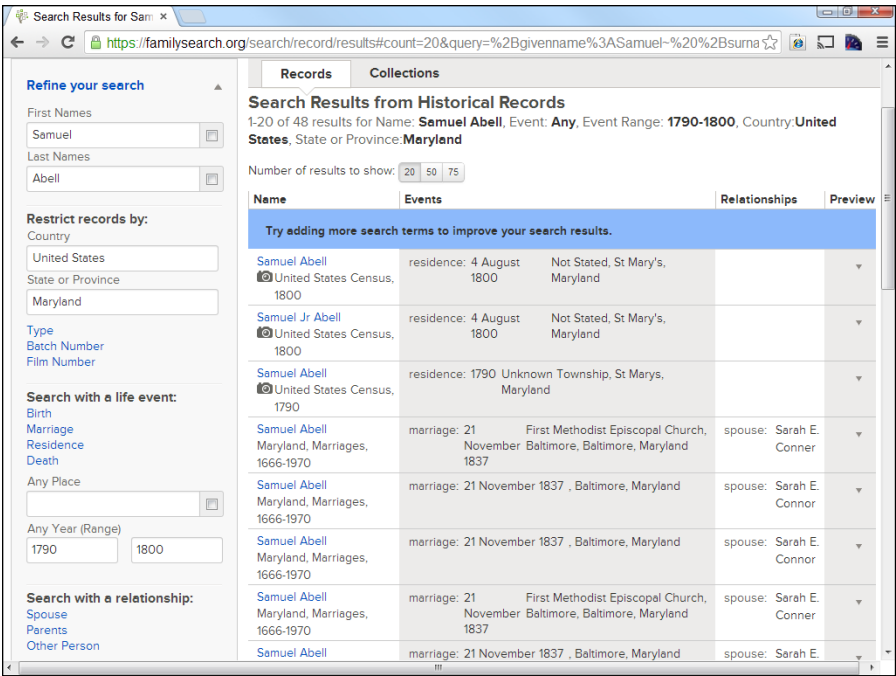 Search Results for Sam
https://familysearch.org/search/record/results#count=20&query=%2Bgivenname%3ASamuel~%20%2Bsurna
Refine your search
First Names
Samuel
Last Names
Abell
Restrict records by:
Country
United States
State or Province
Maryland
Type
Batch Number
Film Number
Search with a life event:
Birth
Marriage
Residence
Death
Any Place
Any Year (Range)
1790 1800
Search with a relationship:
Spouse
Parents
Other Person
Records Collections
Search Results from Historical Records
1-20 of 48 results for Name: Samuel Abell, Event: Any, Event Range: 1790-1800, Country:United
States, State or Province:Maryland
Number of results to show: 20 50 75
Name Events Relationships Preview
Try adding more search terms to improve your search results.
Samuel Abell residence: 4 August Not Stated, St Mary's,
United States Census, 1800 Maryland
1800
Samuel Jr Abell residence: 4 August Not Stated, St Mary's,
United States Census, 1800 Maryland
1800
Samuel Abell residence: 1790 Unknown Township, St Marys,
United States Census, Maryland
1790
Samuel Abell marriage: 21 First Methodist Episcopal Church, spouse: Sarah E.
Maryland, Marriages, November Baltimore, Baltimore, Maryland Conner
1666-1970 1837
Samuel Abell marriage: 21 November 1837 , Baltimore, Maryland spouse: Sarah E.
Maryland, Marriages, Connor
1666-1970
Samuel Abell marriage: 21 November 1837 , Baltimore, Maryland spouse: Sarah E.
Maryland, Marriages, Connor
1666-1970
Samuel Abell marriage: 21 First Methodist Episcopal Church, spouse: Sarah E.
Maryland, Marriages, November Baltimore, Baltimore, Maryland Conner
1666-1970 1837
Samuel Abell marriage: 21 November 1837 , Baltimore, Maryland spouse: Sarah E.